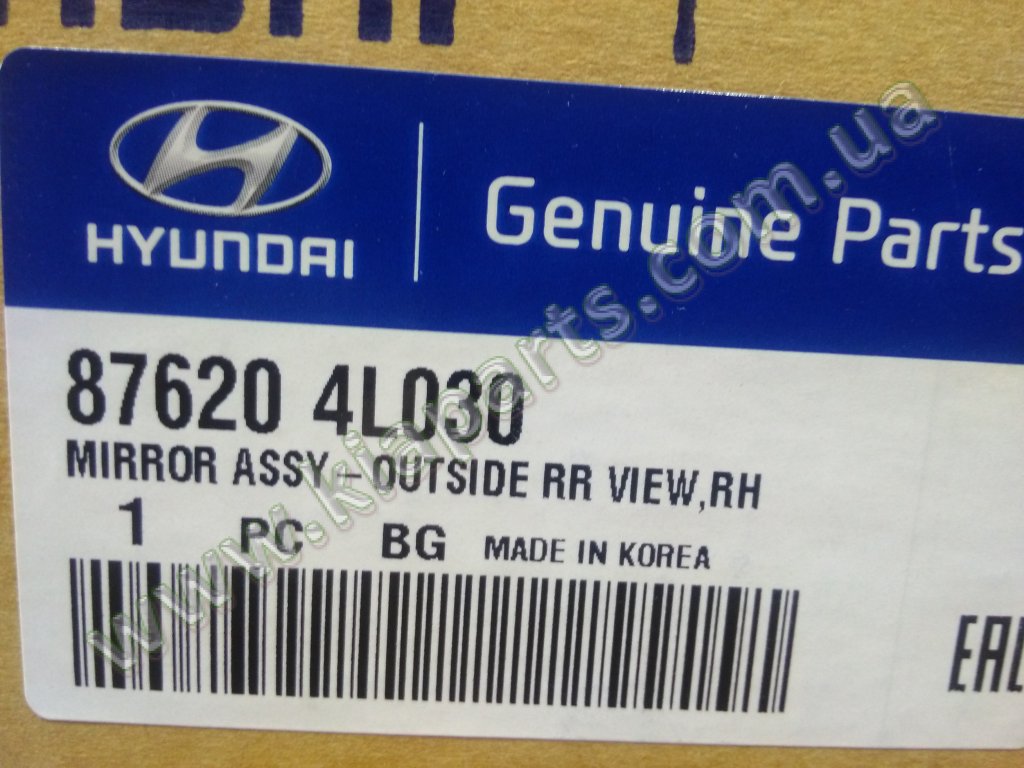 HYUNDAI
Genuine Parts
87620 4L030
MIRROR ASSY-OUTSIDE RR VIEW,RH
1 PC BG MADE IN KOREA
EAC
www.kiaparts.com.ua